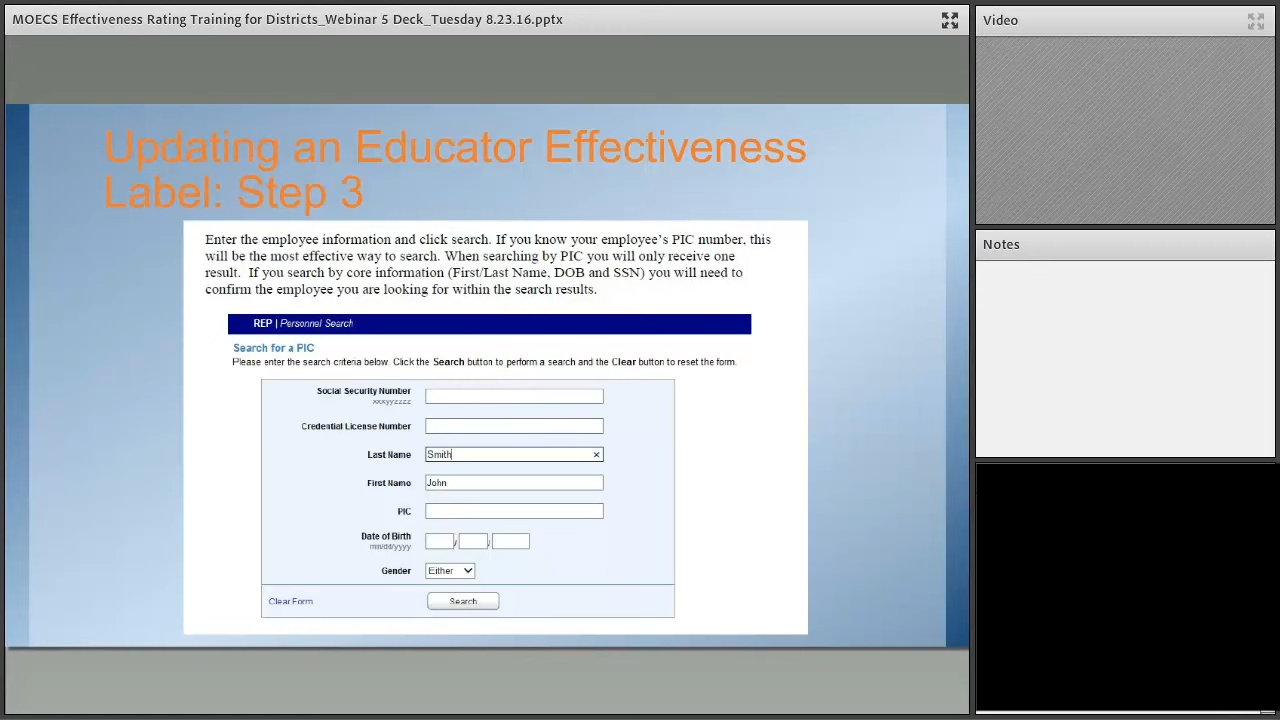 MOECS Effectiveness Rating Training for Districts_Webinar 5 Deck_Tuesday 8.23.16.pptx
Video
Notes
Updating an Educator Effectiveness
Label: Step 3
Enter the employee information and click search. If you know your employee's PIC number, this
will be the most effective way to search. When searching by PIC you will only receive one
result.  If you search by core information (First/Last Name, DOB and SSN) you will need to
confirm the employee you are looking for within the search results.
REP | Personnel Search
Search for a PIC
Please enter the search criteria below. Click the Search button to perform a search and the Clear button to reset the form.
Social Security Number
xxxyyzzzz
Credential License Number
Last Name Smith ×
First Name John
PIC
Date of Birth / /
mm/dd/yyyy
Gender Either
Clear Form Search